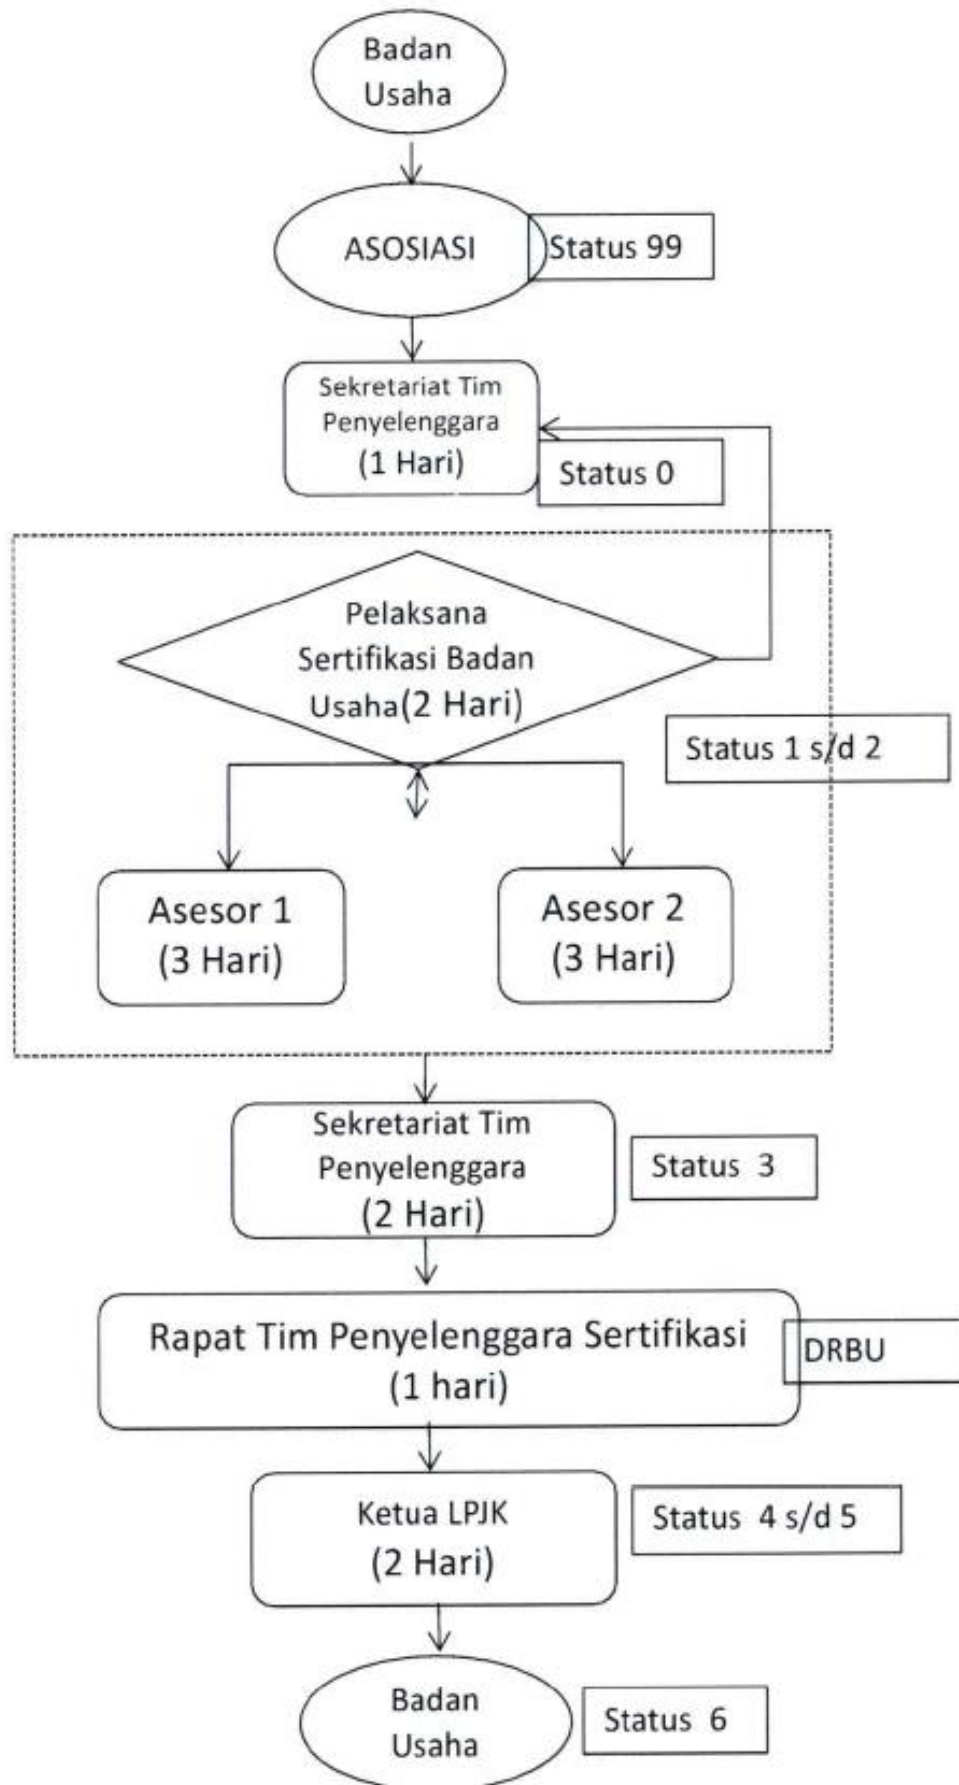 Badan
Usaha
ASOSIASI
Status 99
Sekretariat Tim
Penyelenggara
(1 Hari)
Status 0
Pelaksana
Sertifikasi Badan
Usaha(2 Hari)
Status 1 s/d 2
Asesor 1
(3 Hari)
Asesor 2
(3 Hari)
Sekretariat Tim
Penyelenggara
(2 Hari)
Status 3
Rapat Tim Penyelenggara Sertifikasi
(1 hari)
DRBU
Ketua LPJK
(2 Hari)
Status 4 s/d 5
Badan
Usaha
Status 6